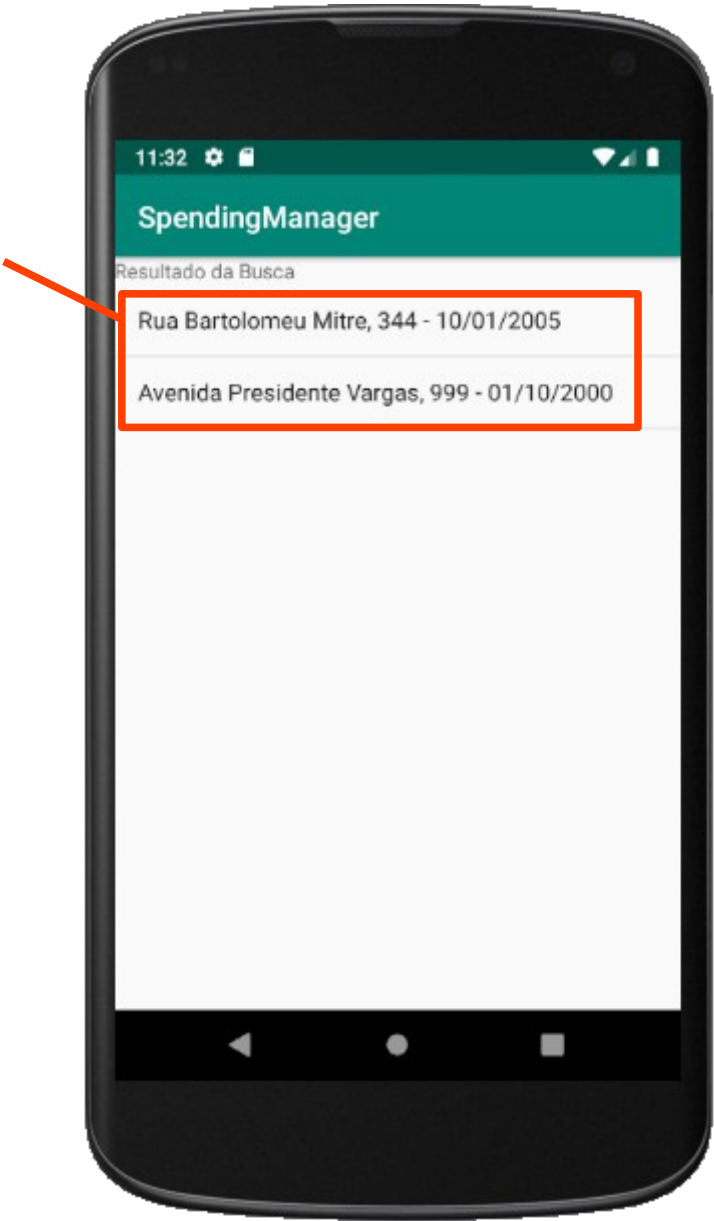 11:32
SpendingManager
Resultado da Busca
Rua Bartolomeu Mitre, 344 - 10/01/2005
Avenida Presidente Vargas, 999 - 01/10/2000